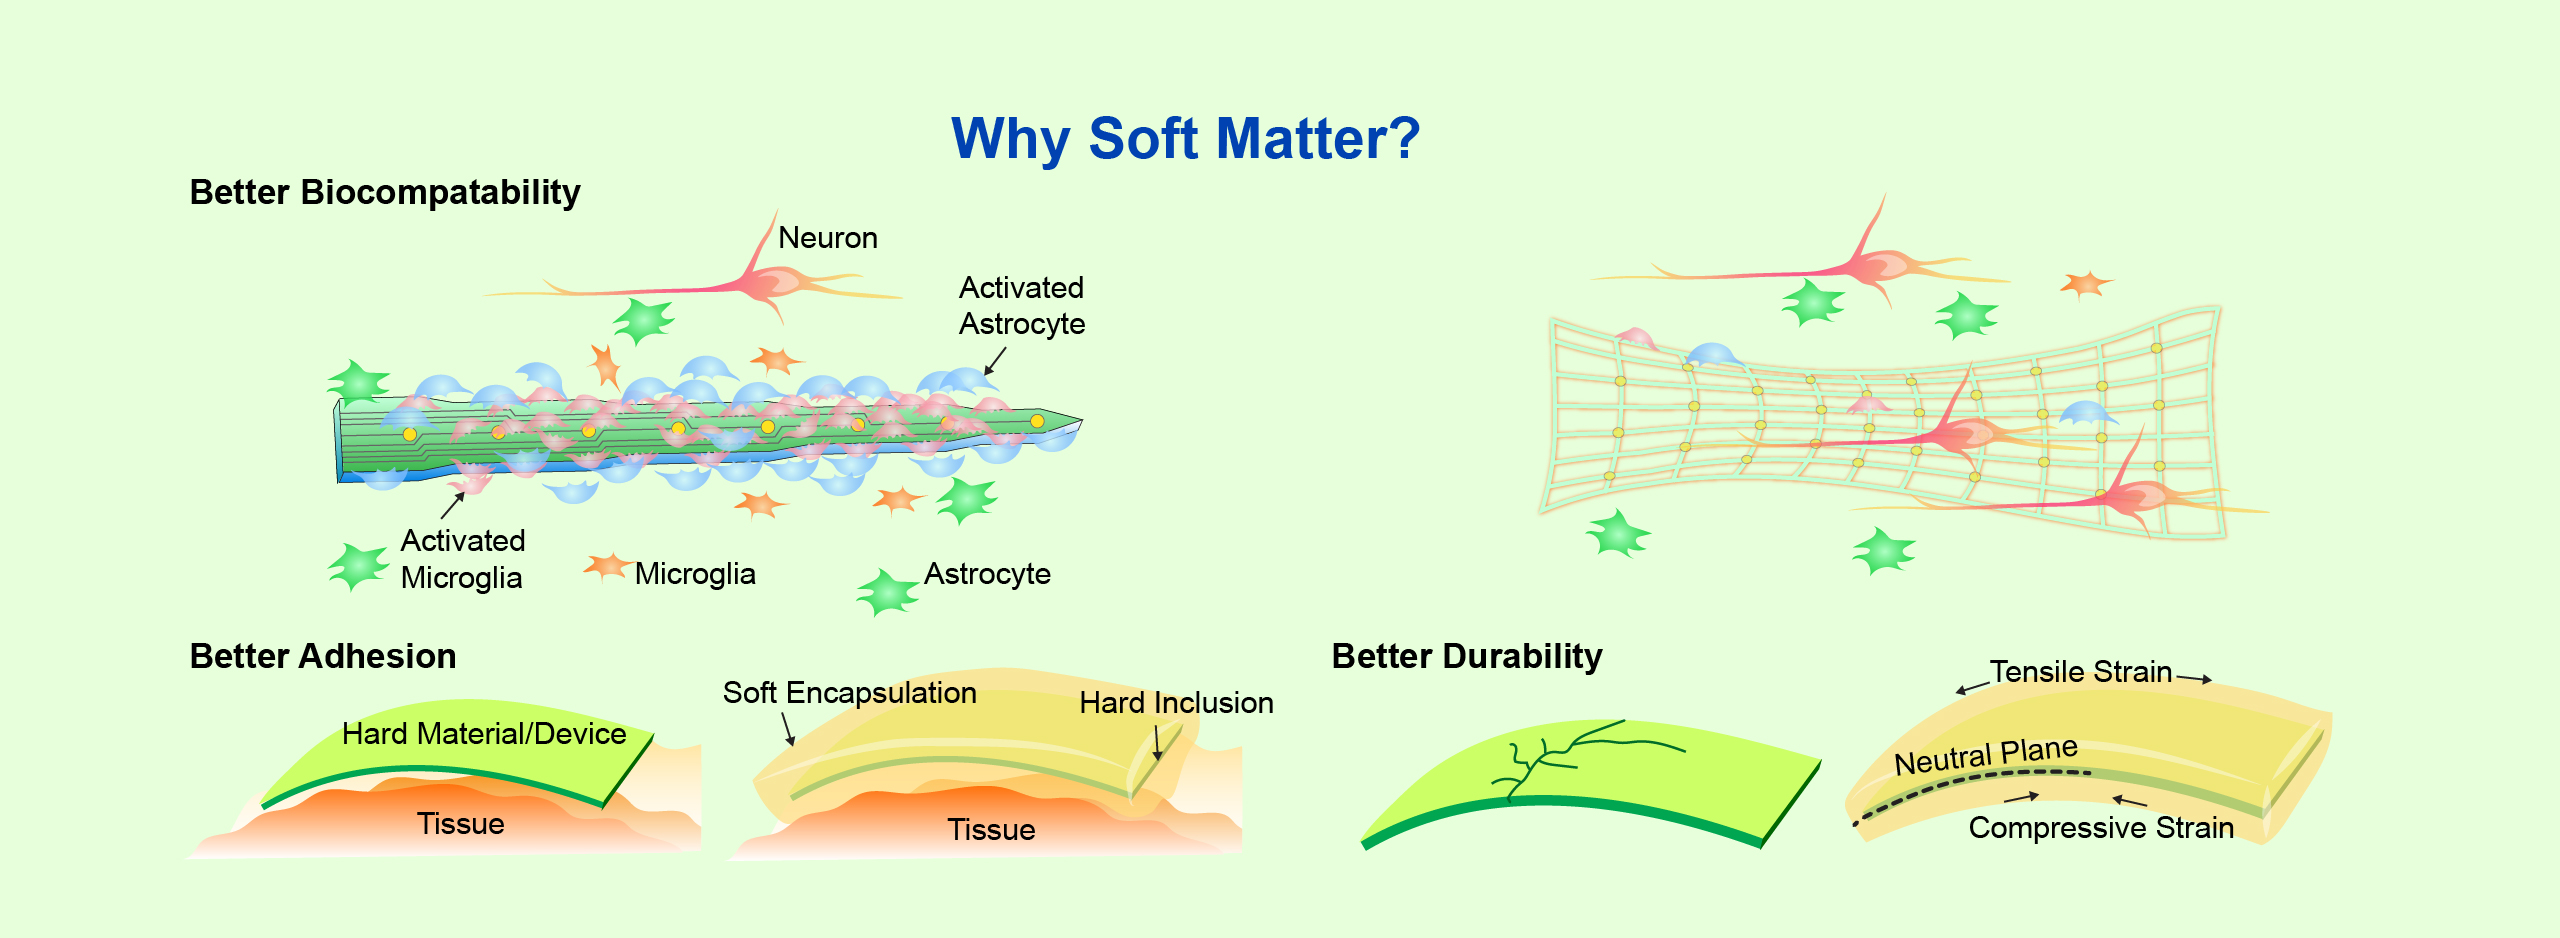 Why Soft Matter?
Better Biocompatability
Neuron
Activated
Astrocyte
Activated
Microglia
Microglia
Astrocyte
Better Adhesion
Hard Material/Device
Tissue
Soft Encapsulation
Hard Inclusion
Tissue
Better Durability
Tensile Strain
Neutral Plane
Compressive Strain